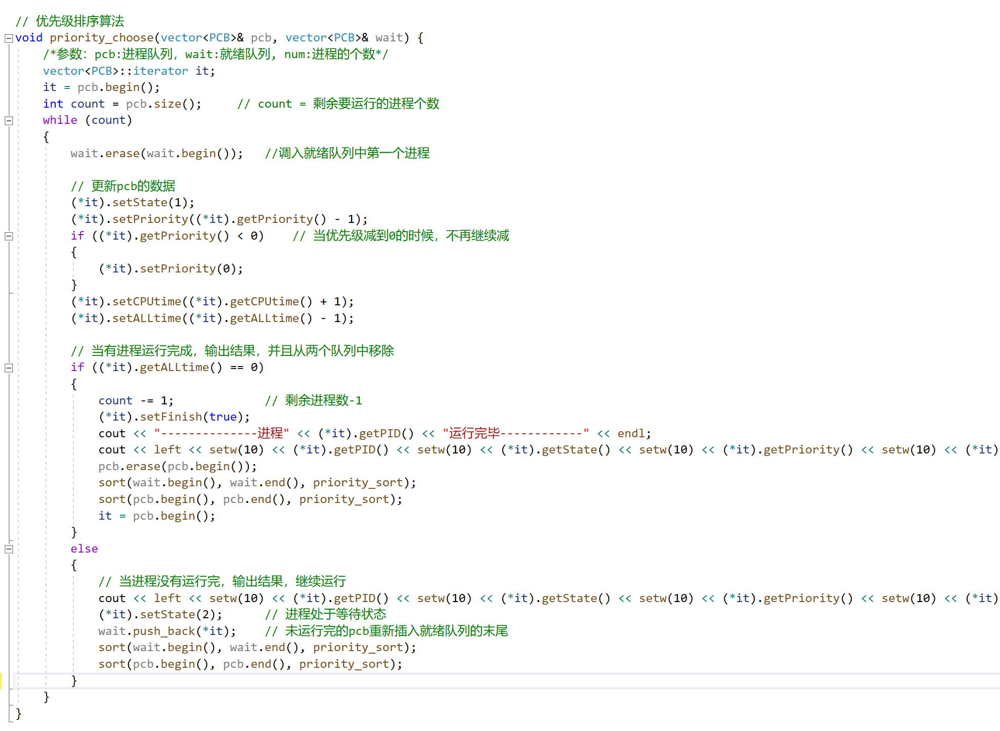 // 优先级排序算法
void priority_choose(vector<PCB>& pcb, vector<PCB>& wait) {
/*参数：pcb:进程队列，wait:就绪队列, num:进程的个数*/
vector<PCB>::iterator it;
it = pcb.begin();
int count = pcb.size();     // count = 剩余要运行的进程个数
while (count)
{
wait.erase(wait.begin());   //调入就绪队列中第一个进程
// 更新pcb的数据
(*it).setState(1);
(*it).setPriority((*it).getPriority() - 1);
if ((*it).getPriority() < 0)    // 当优先级减到0的时候，不再继续减
{
(*it).setPriority(0);
}
(*it).setCPUtime((*it).getCPUtime() + 1);
(*it).setALLtime((*it).getALLtime() - 1);
// 当有进程运行完成，输出结果，并且从两个队列中移除
if ((*it).getALLtime() == 0)
{
count -= 1;             // 剩余进程数-1
(*it).setFinish(true);
cout << "--------------进程" << (*it).getPID() << "运行完毕------------" << endl;
cout << left << setw(10) << (*it).getPID() << setw(10) << (*it).getState() << setw(10) << (*it).getPriority() << setw(10) << (*it)
pcb.erase(pcb.begin());
sort(wait.begin(), wait.end(), priority_sort);
sort(pcb.begin(), pcb.end(), priority_sort);
it = pcb.begin();
}
else
{
// 当进程没有运行完，输出结果，继续运行
cout << left << setw(10) << (*it).getPID() << setw(10) << (*it).getState() << setw(10) << (*it).getPriority() << setw(10) << (*it)
(*it).setState(2);      // 进程处于等待状态
wait.push_back(*it);    // 未运行完的pcb重新插入就绪队列的末尾
sort(wait.begin(), wait.end(), priority_sort);
sort(pcb.begin(), pcb.end(), priority_sort);
}
}
}